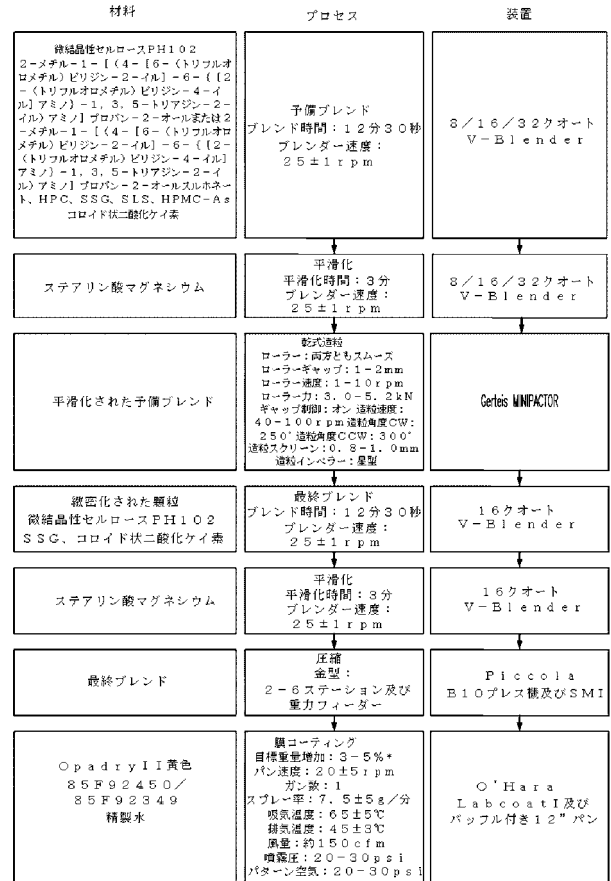 材料
プロセス
装置
微結晶性セルロースPH102
2-メチル-1-[(4-[6-(トリフルオ
ロメチル)ピリジン-2-イル]-6-{[2
-(トリフルオロメチル)ピリジン-4-イ
ル]アミノ}-1,3,5-トリアジン-2-
イル)アミノ]プロパン-2-オールまたは2
-メチル-1-[(4-[6-(トリフルオロ
メチル)ピリジン-2-イル]-6-{[2-
(トリフルオロメチル)ピリジン-4-イル]
アミノ}-1,3,5-トリアジン-2-イ
ル)アミノ]プロパン-2-オールスルホネー
ト、HPC、SSG、SLS、HPMC-As
コロイド状二酸化ケイ素
予備ブレンド
ブレンド時間:12分30秒
ブレンダー速度:
25±1rpm
8/16/32クオート
V-Blender
ステアリン酸マグネシウム
平滑化
平滑化時間:3分
ブレンダー速度:
25±1rpm
8/16/32クオート
V-Blender
平滑化された予備ブレンド
乾式造粒
ローラー:両方ともスムーズ
ローラーギャップ:1-2mm
ローラー速度:1-10rpm
ローラー力:3.0-5.2kN
ギャップ制御:オン 造粒速度:
40-100rpm造粒角度CW:
250°造粒角度CCW:300°
造粒スクリーン:0.8-1.0mm
造粒インペラー:星型
Gerteis MINIPACTOR
緻密化された顆粒
微結晶性セルロースPH102
SSG、コロイド状二酸化ケイ素
最終ブレンド
ブレンド時間:12分30秒
ブレンダー速度:
25±1rpm
16クオート
V-Blender
ステアリン酸マグネシウム
平滑化
平滑化時間:3分
ブレンダー速度:
25±1rpm
16クオート
V-Blender
最終ブレンド
圧縮
金型:
2-6ステーション及び
重力フィーダー
Piccola
B10プレス機及びSMI
OpadryII黄色
85F92450/
85F92349
精製水
膜コーティング
目標重量増加:3-5%*
パン速度:20±5rpm
ガン数:1
スプレー率:7.5±5g/分
吸気温度:65±5℃
排気温度:45±3℃
風量:約150cfm
噴霧圧:20-30psi
パターン空気:20-30psi
O'Hara
LabcoatI及び
バッフル付き12"パン